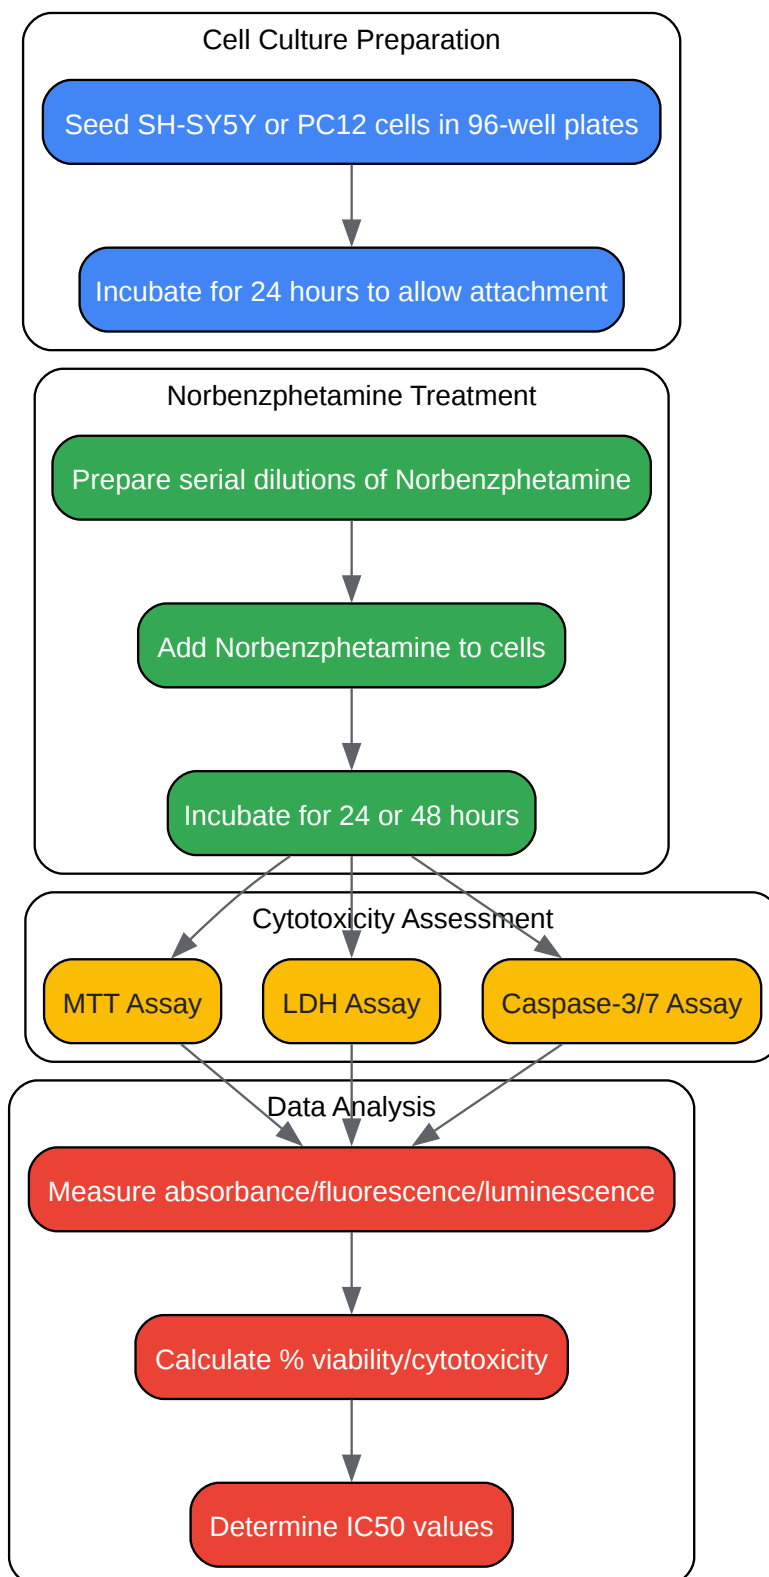 Cell Culture Preparation
Seed SH-SY5Y or PC12 cells in 96-well plates
Incubate for 24 hours to allow attachment
Norbenzphetamine Treatment
Prepare serial dilutions of Norbenzphetamine
Add Norbenzphetamine to cells
Incubate for 24 or 48 hours
Cytotoxicity Assessment
MTT Assay
LDH Assay
Caspase-3/7 Assay
Data Analysis
Measure absorbance/fluorescence/luminescence
Calculate % viability/cytotoxicity
Determine IC50 values